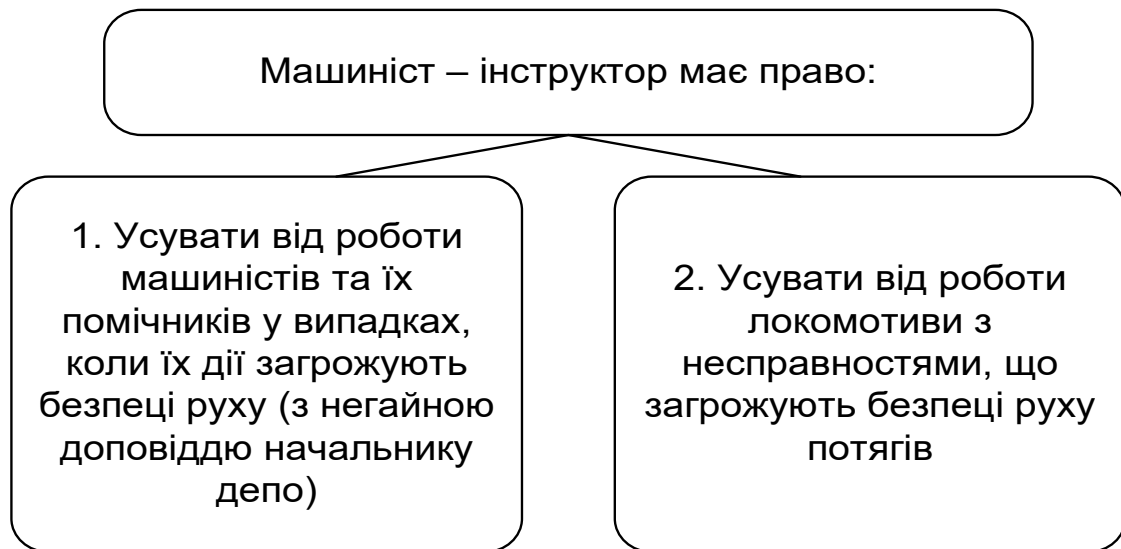 Машиніст – інструктор має право:
1. Усувати від роботи
машиністів та їх
помічників у випадках,
коли їх дії загрожують
безпеці руху (з негайною
доповіддю начальнику
депо)
2. Усувати від роботи
локомотиви з
несправностями, що
загрожують безпеці руху
потягів